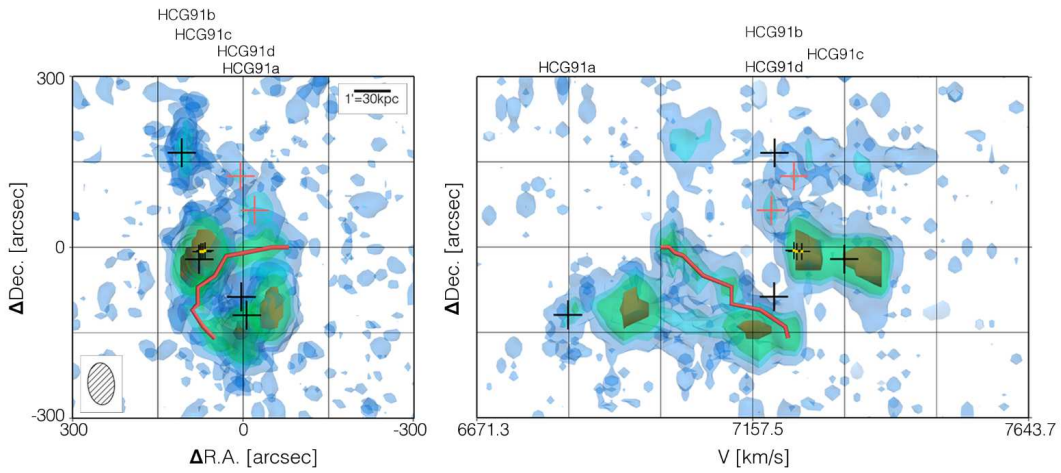 HCG91b
HCG91c
HCG91d
HCG91a
1'=30kpc
300
0
-300
ΔDec. [arcsec]
300
0
-300
ΔR.A. [arcsec]
HCG91b
HCG91c
HCG91a
HCG91d
ΔDec. [arcsec]
6671.3
7157.5
7643.7
V [km/s]